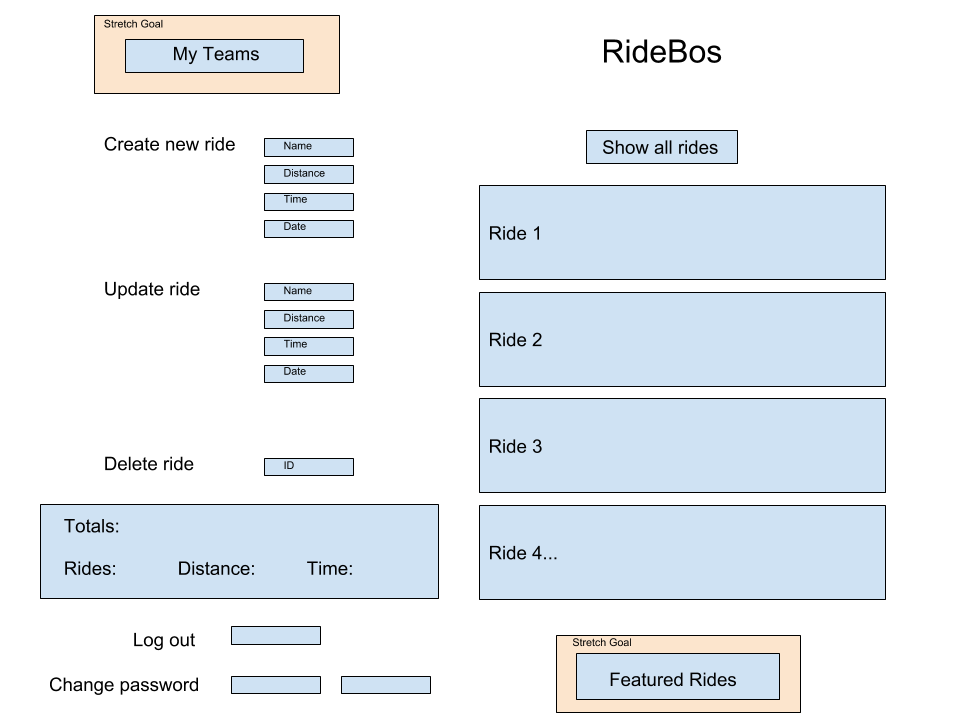 Stretch Goal
My Teams
RideBos
Create new ride
Name
Distance
Time
Date
Update ride
Name
Distance
Time
Date
Delete ride
ID
Totals:
Rides:
Distance:
Time:
Log out
Change password
Show all rides
Ride 1
Ride 2
Ride 3
Ride 4...
Stretch Goal
Featured Rides